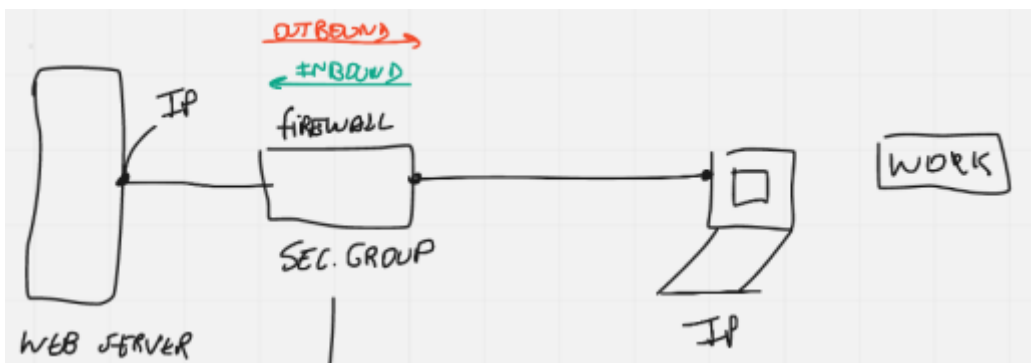 OUTBOUND
INBOUND
IP
FIREWALL
WORK
SEC. GROUP
IP
WEB SERVER